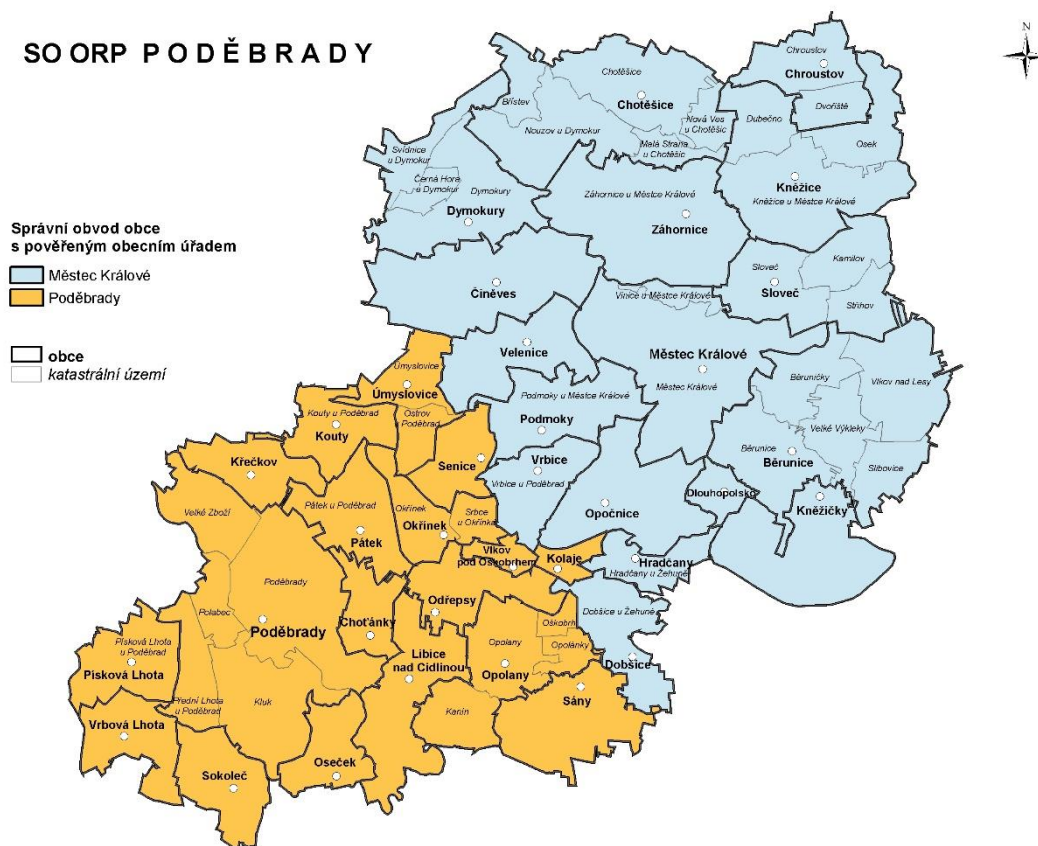 SO ORP PODĚBRADY
N
Správní obvod obce
s pověřeným obecním úřadem
Městec Králové
Poděbrady
obce
katastrální území
Chroustov
Chroustov
Chotěšice
Chotěšice
Dvořiště
Bříštev
Nová Ves
u Chotěšic
Dubečno
Nouzov u Dymokur
Malá Strana
u Chotěšic
Osek
Svídnice
u Dymokur
Černá Hora
u Dymokur
Dymokury
Dymokury
Záhornice u Městce Králové
Záhornice
Kněžice
Kněžice u Městce Králové
Sloveč
Sloveč
Kamilov
Střihov
Činěves
Vinice u Městce Králové
Velenice
Městec Králové
Městec Králové
Úmyslovice
Úmyslovice
Běruničky
Vlkov nad Lesy
Podmoky u Městce Králové
Podmoky
Velké Výkleky
Kouty u Poděbrad
Kouty
Ostrov
u Poděbrad
Senice
Vrbice
Vrbice u Poděbrad
Běrunice
Běrunice
Slibovice
Křečkov
Dlouhopolsko
Kněžičky
Opočnice
Velké Zboží
Pátek u Poděbrad
Pátek
Okřínek
Okřínek
Srbce
u Okřínka
Vlkov
pod Oskobrhem
Kolaje
Hradčany
Hradčany u Žehuně
Poděbrady
Poděbrady
Polabec
Choťánky
Odřepsy
Oškobrh
Dobšice u Žehuně
Dobšice
Písková Lhota
u Poděbrad
Písková Lhota
Libice
nad Cidlinou
Opolany
Opolany
Opolánky
Sány
Přední Lhota
u Poděbrad
Kluk
Kanín
Vrbová Lhota
Sokoleč
Oseček